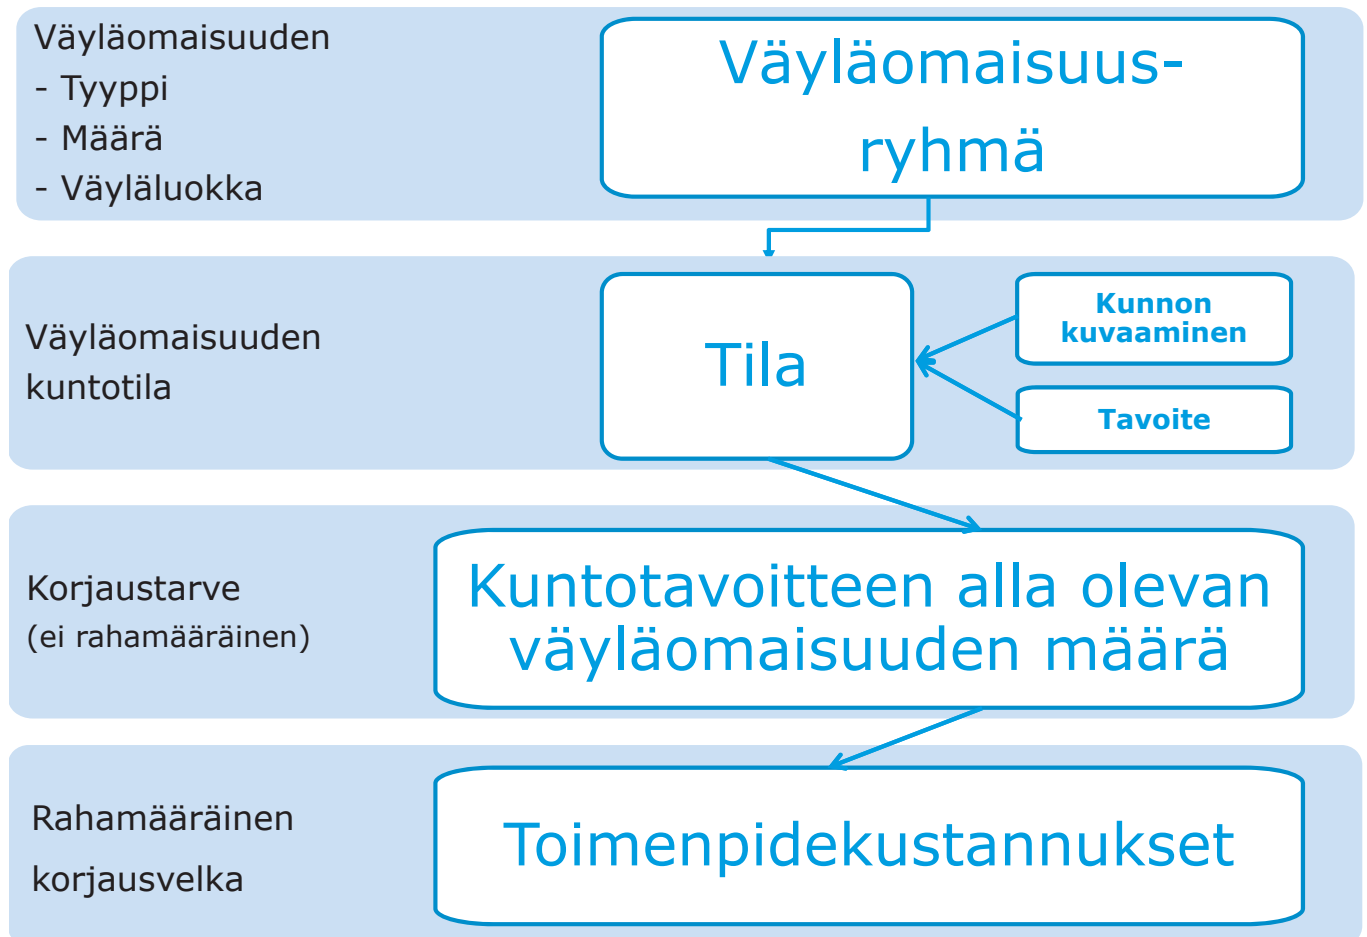 Väyläomaisuuden
- Tyyppi
- Määrä
- Väyläluokka
Väyläomaisuus-
ryhmä
Väyläomaisuuden
kuntotila
Tila
Kunnon
kuvaaminen
Tavoite
Korjaustarve
(ei rahamääräinen)
Kuntotavoitteen alla olevan
väyläomaisuuden määrä
Rahamääräinen
korjausvelka
Toimenpidekustannukset